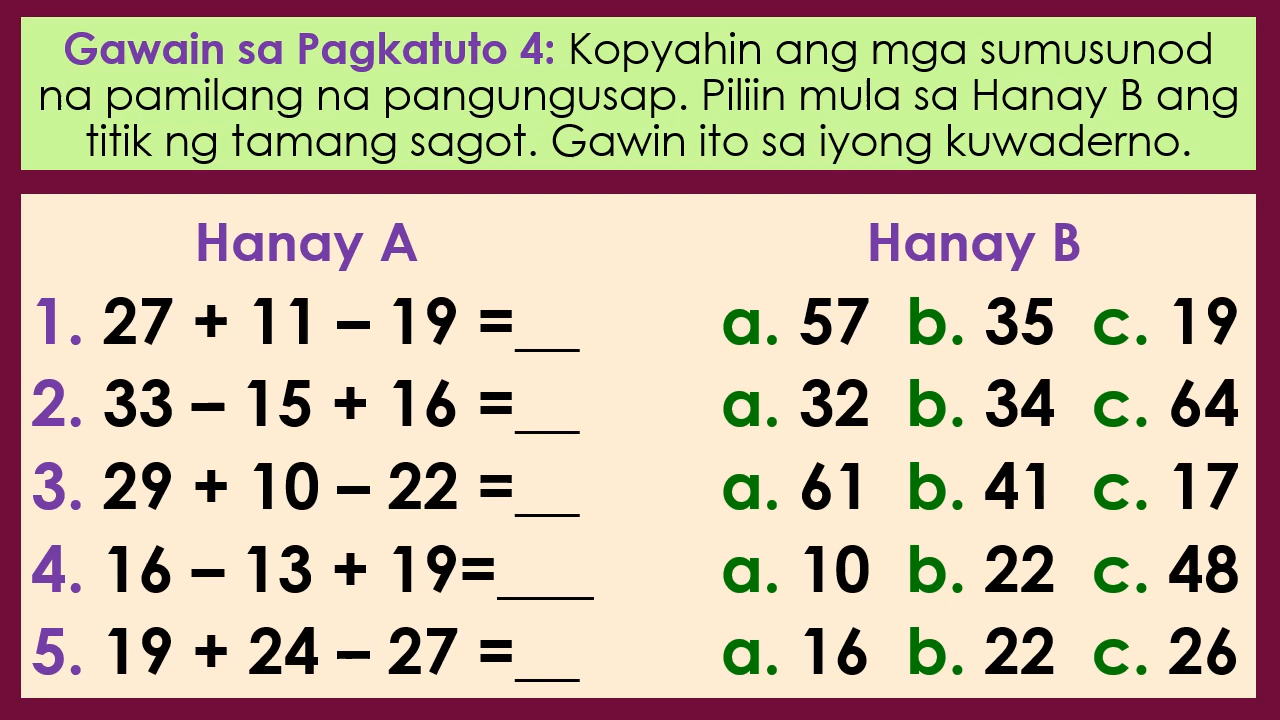 Gawain sa Pagkatuto 4: Kopyahin ang mga sumusunod
na pamilang na pangungusap. Piliin mula sa Hanay B ang
titik ng tamang sagot. Gawin ito sa iyong kuwaderno.
Hanay A Hanay B
1. 27 + 11 – 19 =__ a. 57 b. 35 c. 19
2. 33 – 15 + 16 =__ a. 32 b. 34 c. 64
3. 29 + 10 – 22 =__ a. 61 b. 41 c. 17
4. 16 – 13 + 19=___ a. 10 b. 22 c. 48
5. 19 + 24 – 27 =__ a. 16 b. 22 c. 26